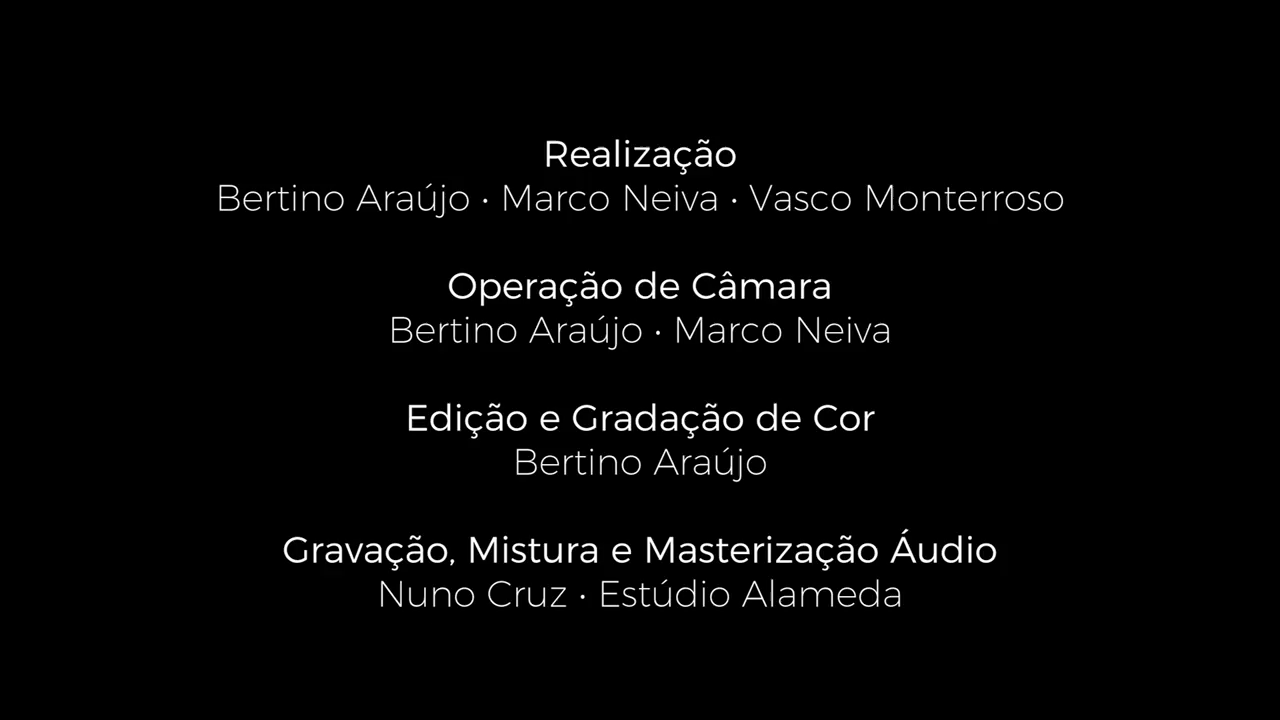 Realização
Bertino Araújo • Marco Neiva • Vasco Monterroso
Operação de Câmara
Bertino Araújo • Marco Neiva
Edição e Gradação de Cor
Bertino Araújo
Gravação, Mistura e Masterização Áudio
Nuno Cruz • Estúdio Alameda